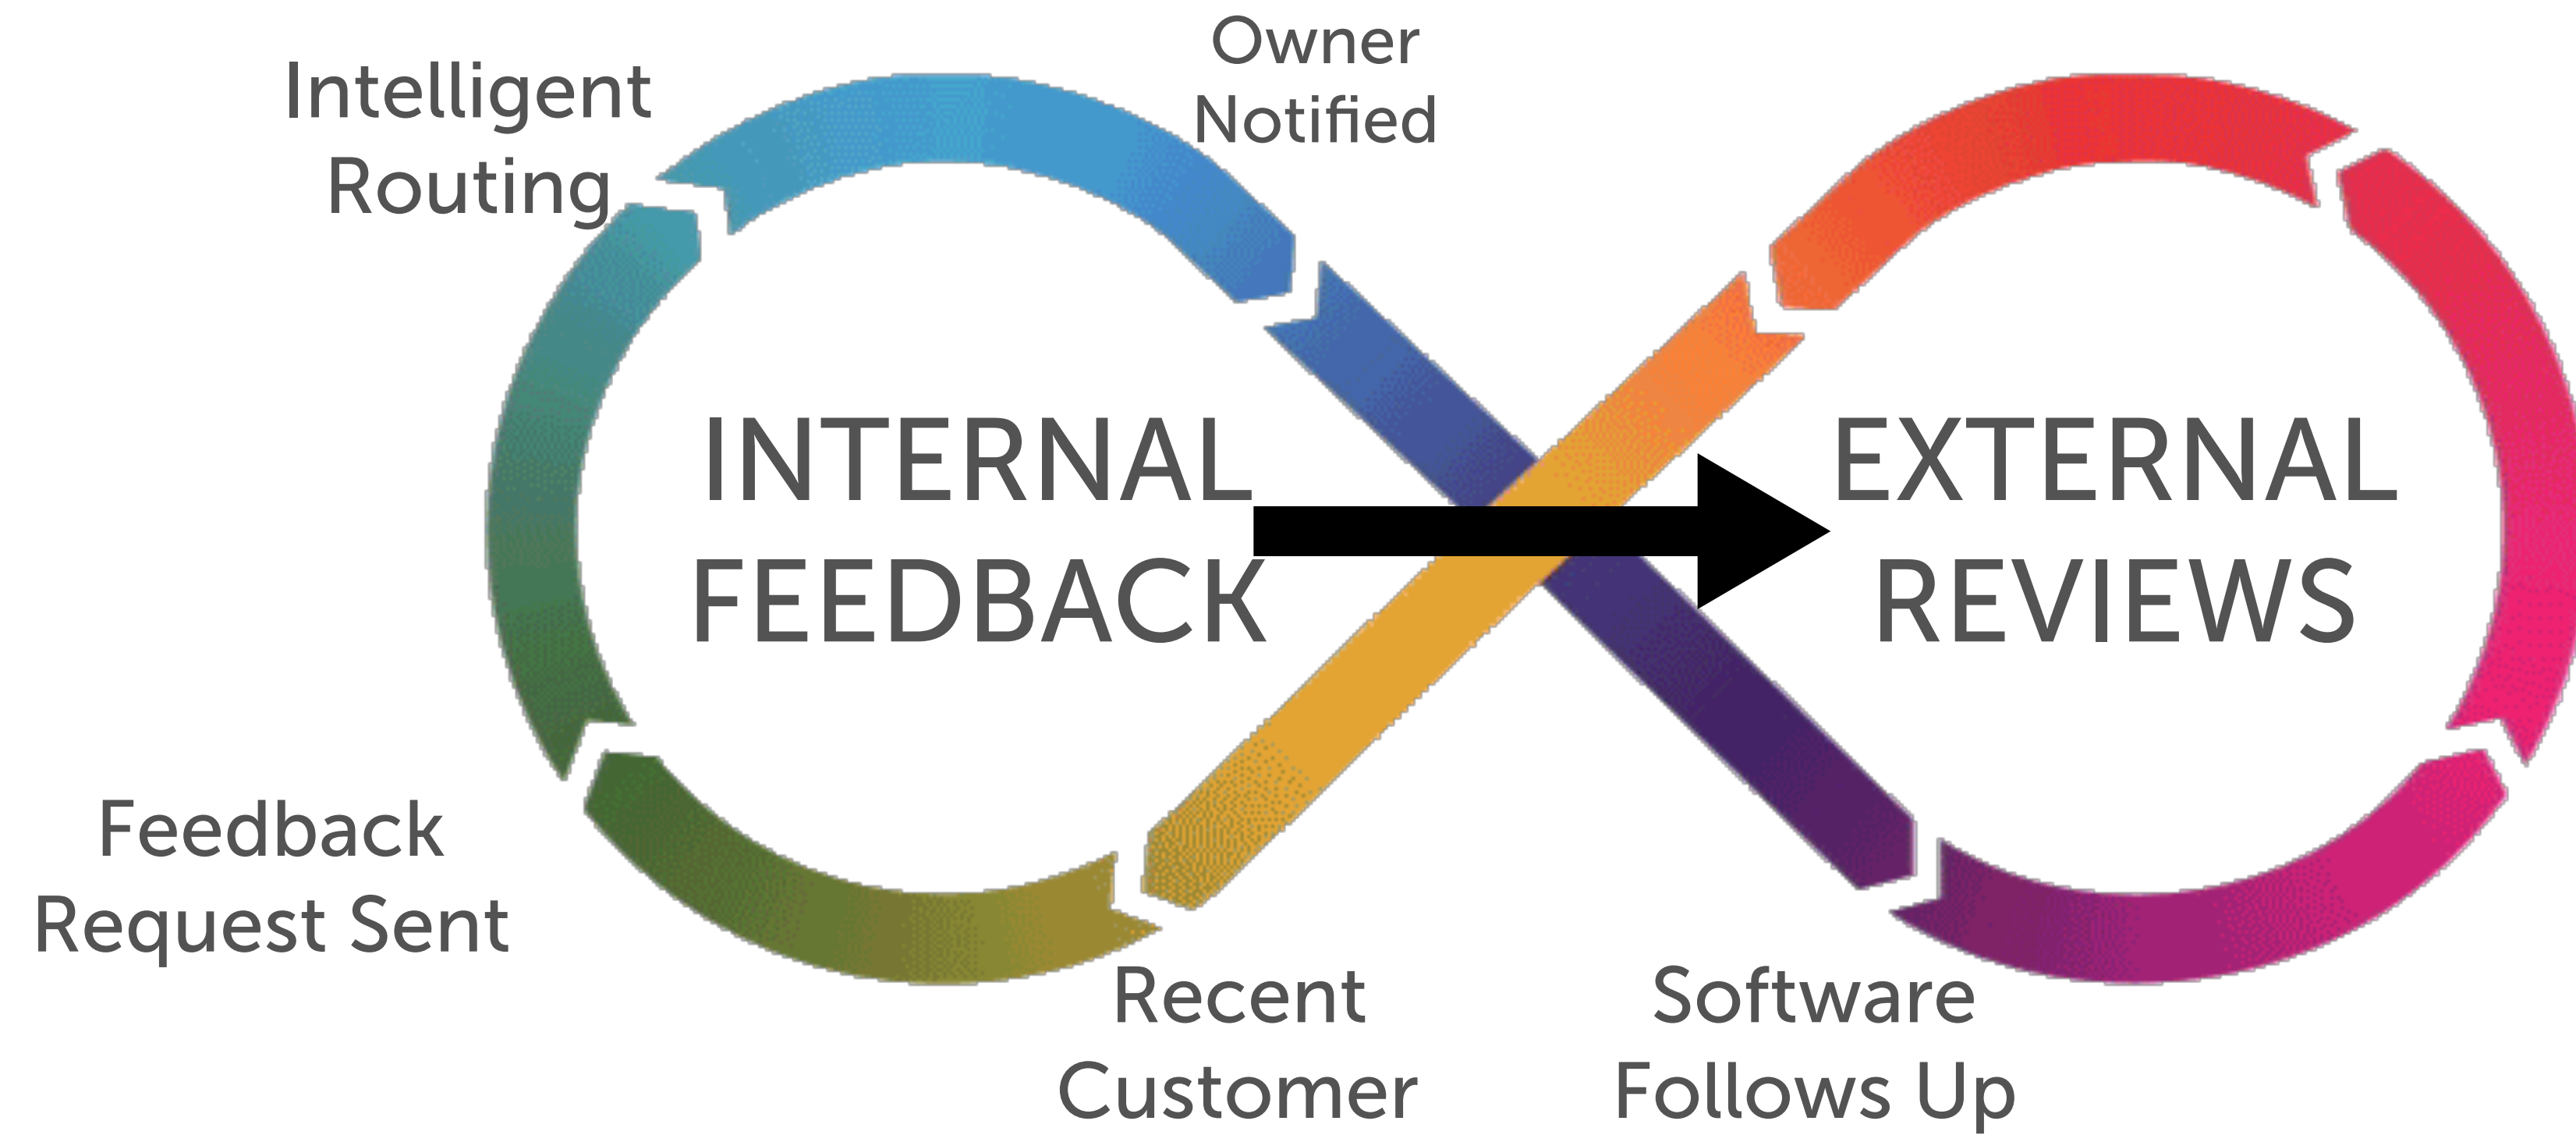 Owner
Notified
Intelligent
Routing
INTERNAL
FEEDBACK
EXTERNAL
REVIEWS
Feedback
Request Sent
Recent
Customer
Software
Follows Up